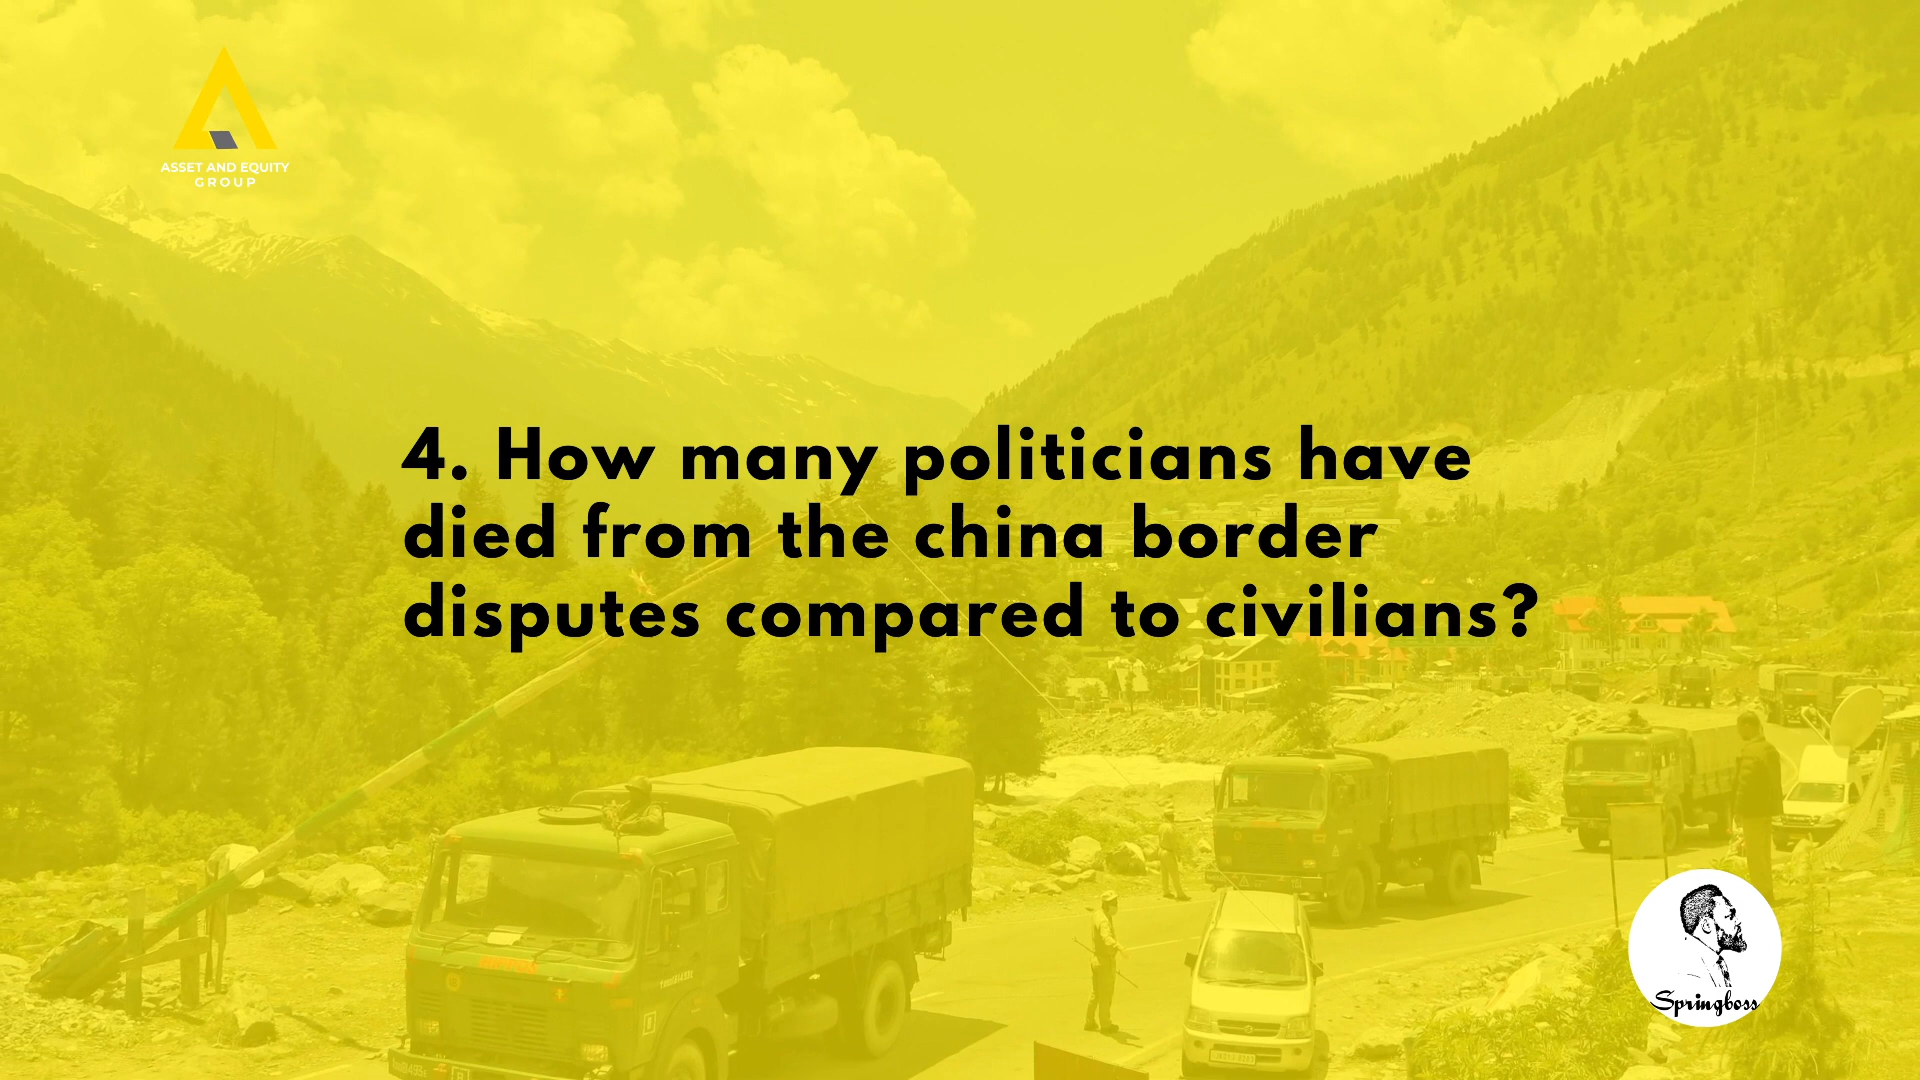 ASSET AND EQUITY
GROUP
4. How many politicians have
died from the china border
disputes compared to civilians?
Springboss